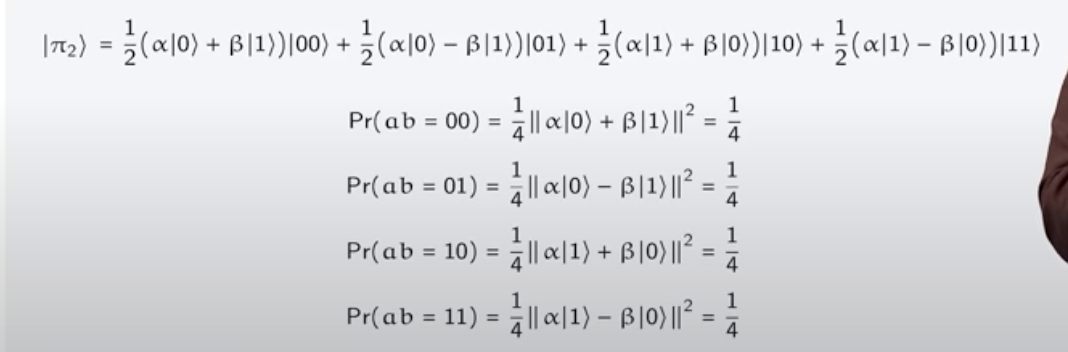 |π₂⟩ = 1/2(α|0⟩ + β|1⟩)|00⟩ + 1/2(α|0⟩ − β|1⟩)|01⟩ + 1/2(α|1⟩ + β|0⟩)|10⟩ + 1/2(α|1⟩ − β|0⟩)|11⟩
Pr(ab = 00) = 1/4‖α|0⟩ + β|1⟩‖² = 1/4
Pr(ab = 01) = 1/4‖α|0⟩ − β|1⟩‖² = 1/4
Pr(ab = 10) = 1/4‖α|1⟩ + β|0⟩‖² = 1/4
Pr(ab = 11) = 1/4‖α|1⟩ − β|0⟩‖² = 1/4